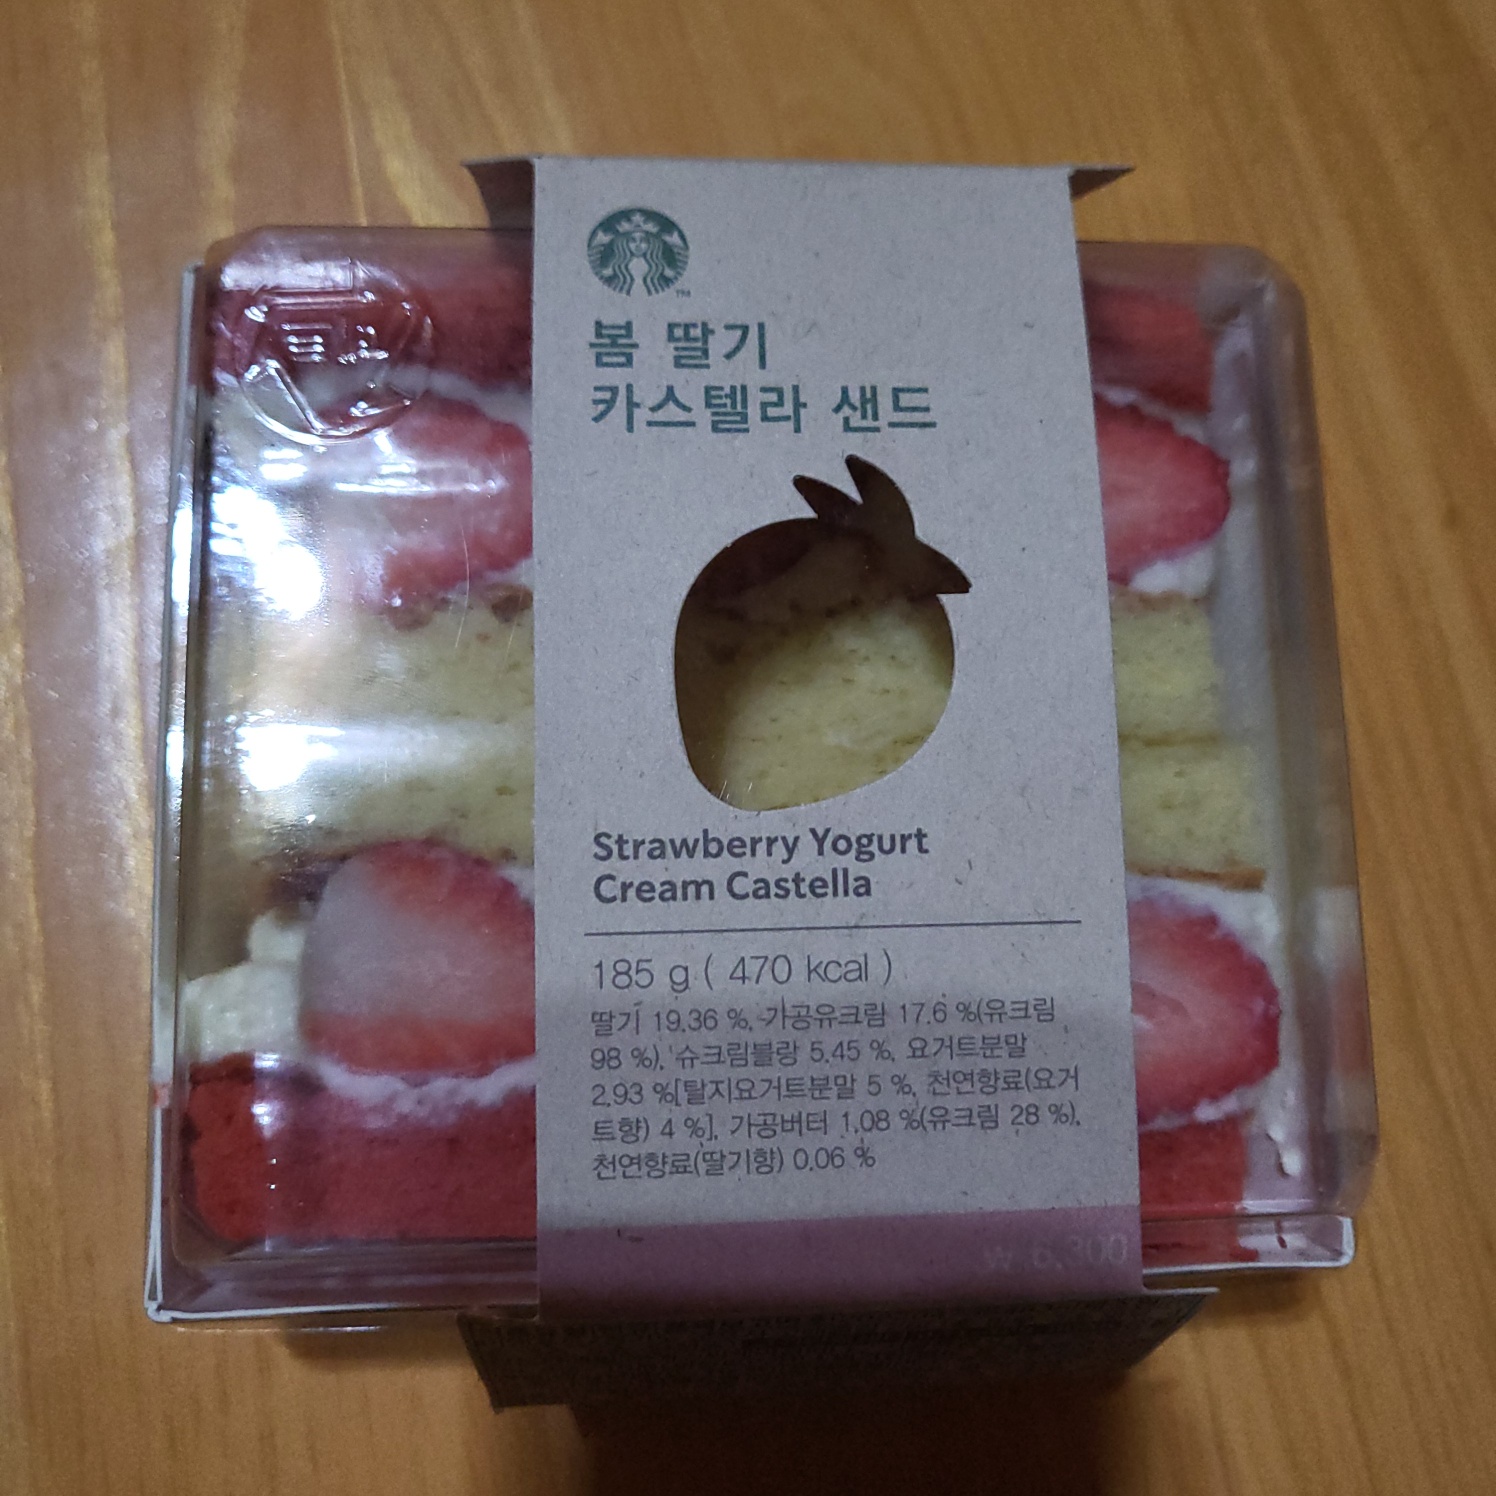 봄 딸기
카스텔라 샌드
Strawberry Yogurt
Cream Castella
185 g ( 470 kcal )
딸기 19.36 %, 가공유크림 17.6 %(유크림
98 %), 슈크림블랑 5.45 %, 요거트분말
2.93 %[탈지요거트분말 5 %, 천연향료(요거
트향) 4 %], 가공버터 1.08 %(유크림 28 %),
천연향료(딸기향) 0.06 %
₩ 6,300